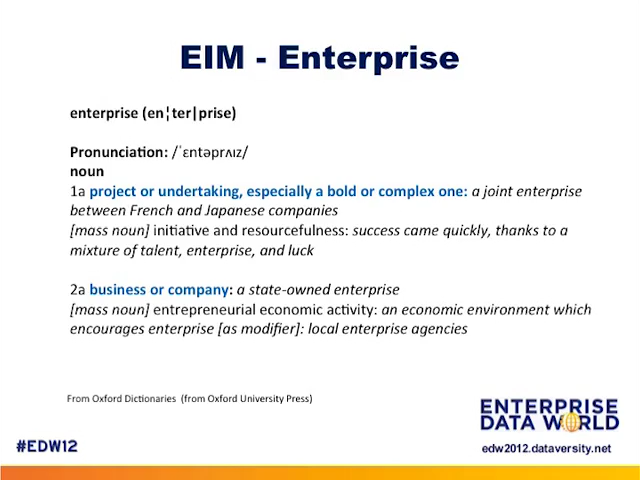 EIM - Enterprise
enterprise (en¦ter|prise)
Pronunciation: /ˈɛntəprʌɪz/
noun
1a project or undertaking, especially a bold or complex one: a joint enterprise
between French and Japanese companies
[mass noun] initiative and resourcefulness: success came quickly, thanks to a
mixture of talent, enterprise, and luck
2a business or company: a state-owned enterprise
[mass noun] entrepreneurial economic activity: an economic environment which
encourages enterprise [as modifier]: local enterprise agencies
From Oxford Dictionaries (from Oxford University Press)
ENTERPRISE
DATA WORLD
#EDW12
edw2012.dataversity.net